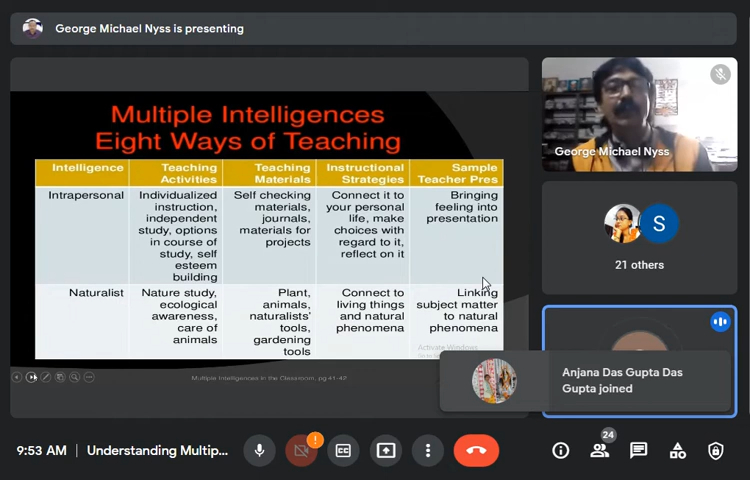 George Michael Nyss is presenting
Multiple Intelligences
Eight Ways of Teaching
Intelligence
Teaching
Activities
Teaching
Materials
Instructional
Strategies
Sample
Teacher Pres
Intrapersonal
Individualized
instruction,
independent
study, options
in course of
study, self
esteem
building
Self checking
materials,
journals,
materials for
projects
Connect it to
your personal
life, make
choices with
regard to it,
reflect on it
Bringing
feeling into
presentation
Naturalist
Nature study,
ecological
awareness,
care of
animals
Plant,
animals,
naturalists'
tools,
gardening
tools
Connect to
living things
and natural
phenomena
Linking
subject matter
to natural
phenomena
Activate Windows
Multiple Intelligences in the Classroom, pg 41-42
George Michael Nyss
S
21 others
Anjana Das Gupta Das
Gupta joined
9:53 AM
Understanding Multip...
24